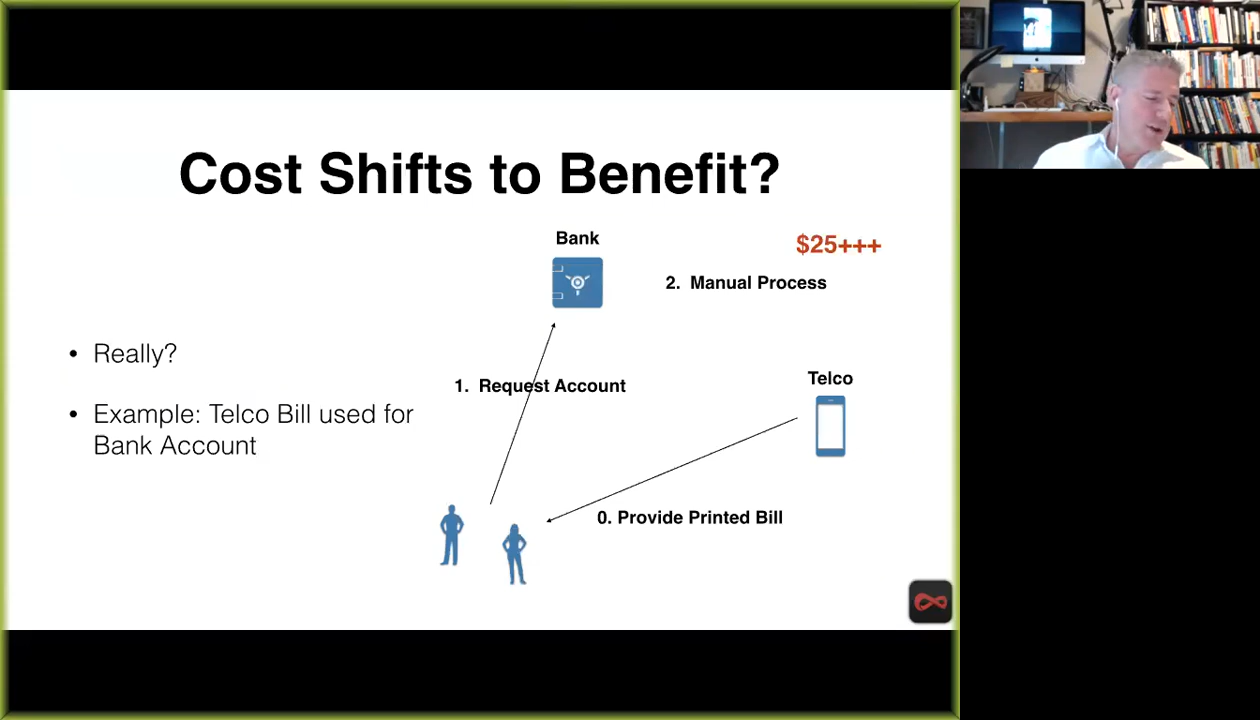 Cost Shifts to Benefit?
Bank
$25+++
2. Manual Process
• Really?
1. Request Account
Telco
• Example: Telco Bill used for
Bank Account
0. Provide Printed Bill